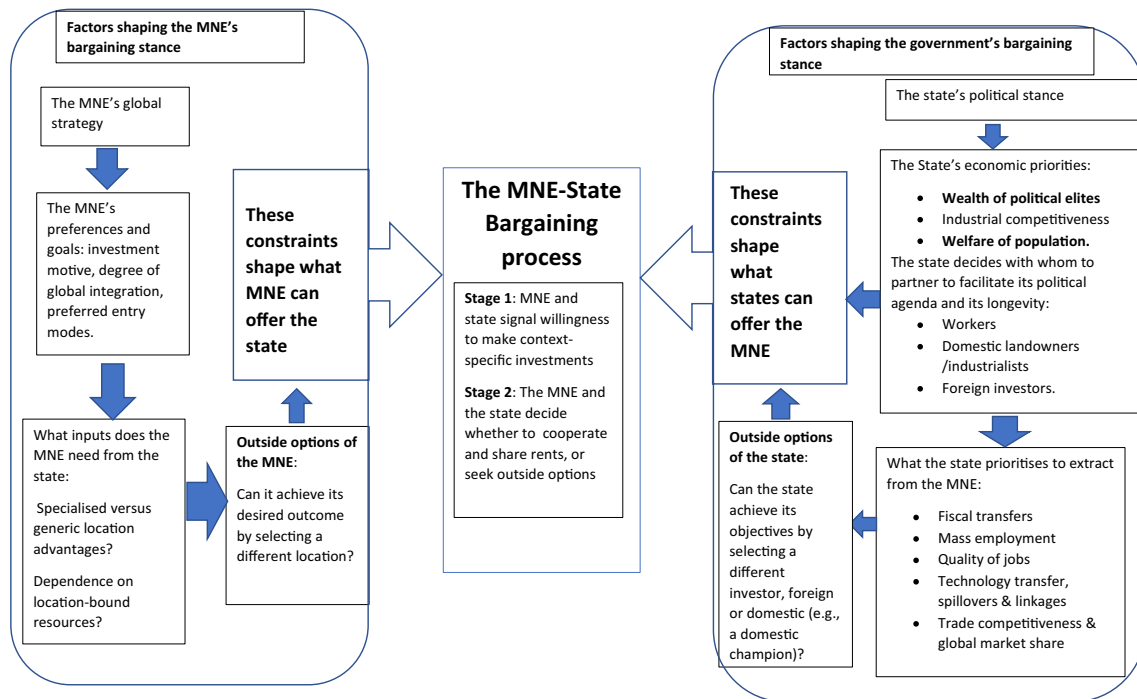 Factors shaping the MNE's
bargaining stance
The MNE's global
strategy
The MNE's
preferences and
goals: investment
motive, degree of
global integration,
preferred entry
modes.
What inputs does the
MNE need from the
state:
Specialised versus
generic location
advantages?
Dependence on
location-bound
resources?
Outside options of
the MNE:
Can it achieve its
desired outcome
by selecting a
different location?
These
constraints
shape what
MNE can
offer the
state
The MNE-State
Bargaining
process
Stage 1: MNE and
state signal willingness
to make context-
specific investments
Stage 2: The MNE and
the state decide
whether to cooperate
and share rents, or
seek outside options
Factors shaping the government's bargaining
stance
The state's political stance
The State's economic priorities:
• Wealth of political elites
• Industrial competitiveness
• Welfare of population.
The state decides with whom to
partner to facilitate its political
agenda and its longevity:
• Workers
• Domestic landowners
/industrialists
• Foreign investors.
What the state prioritises to extract
from the MNE:
• Fiscal transfers
• Mass employment
• Quality of jobs
• Technology transfer,
spillovers & linkages
• Trade competitiveness &
global market share
Outside options
of the state:
Can the state
achieve its
objectives by
selecting a
different
investor, foreign
or domestic (e.g.,
a domestic
champion)?
These
constraints
shape
what
states can
offer the
MNE